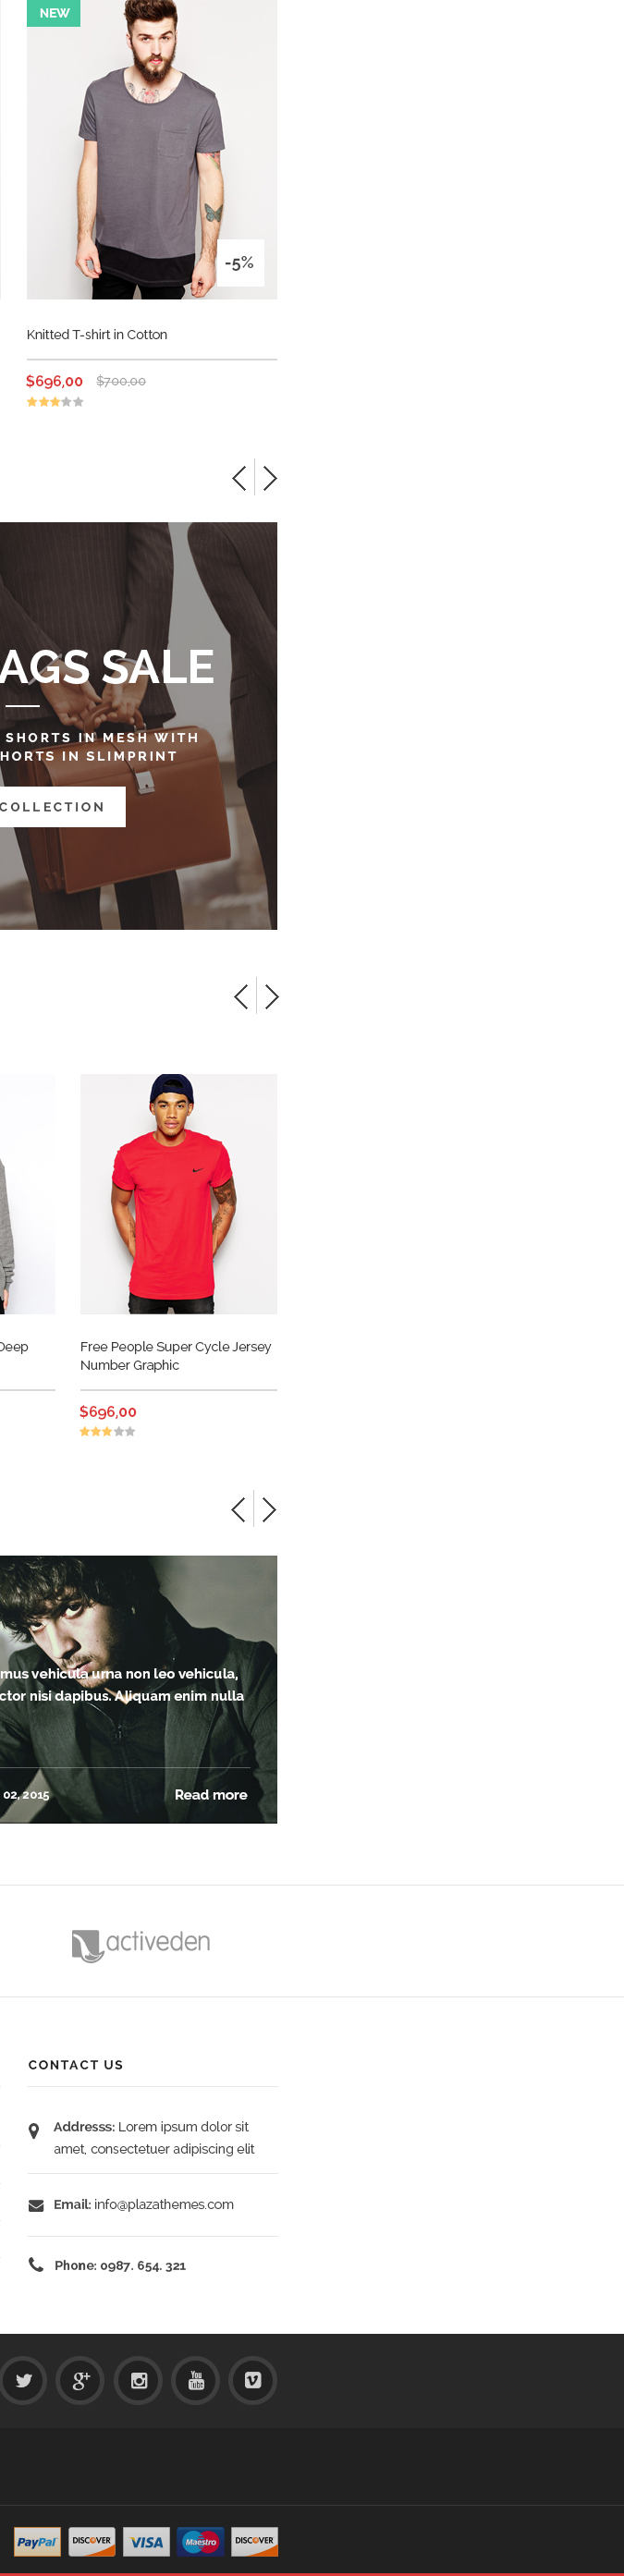 NEW
-5%
Knitted T-shirt in Cotton
$696,00 $700,00
AGS SALE
SHORTS IN MESH WITH
HORTS IN SLIMPRINT
COLLECTION
Deep
Free People Super Cycle Jersey
Number Graphic
$696,00
mus vehicula urna non leo vehicula,
ctor nisi dapibus. Aliquam enim nulla
02, 2015 Read more
activeden
CONTACT US
Addresss: Lorem ipsum dolor sit
amet, consectetuer adipiscing elit
Email: info@plazathemes.com
Phone: 0987. 654. 321
You Tube
PayPal DISCOVER VISA Maestro DISCOVER